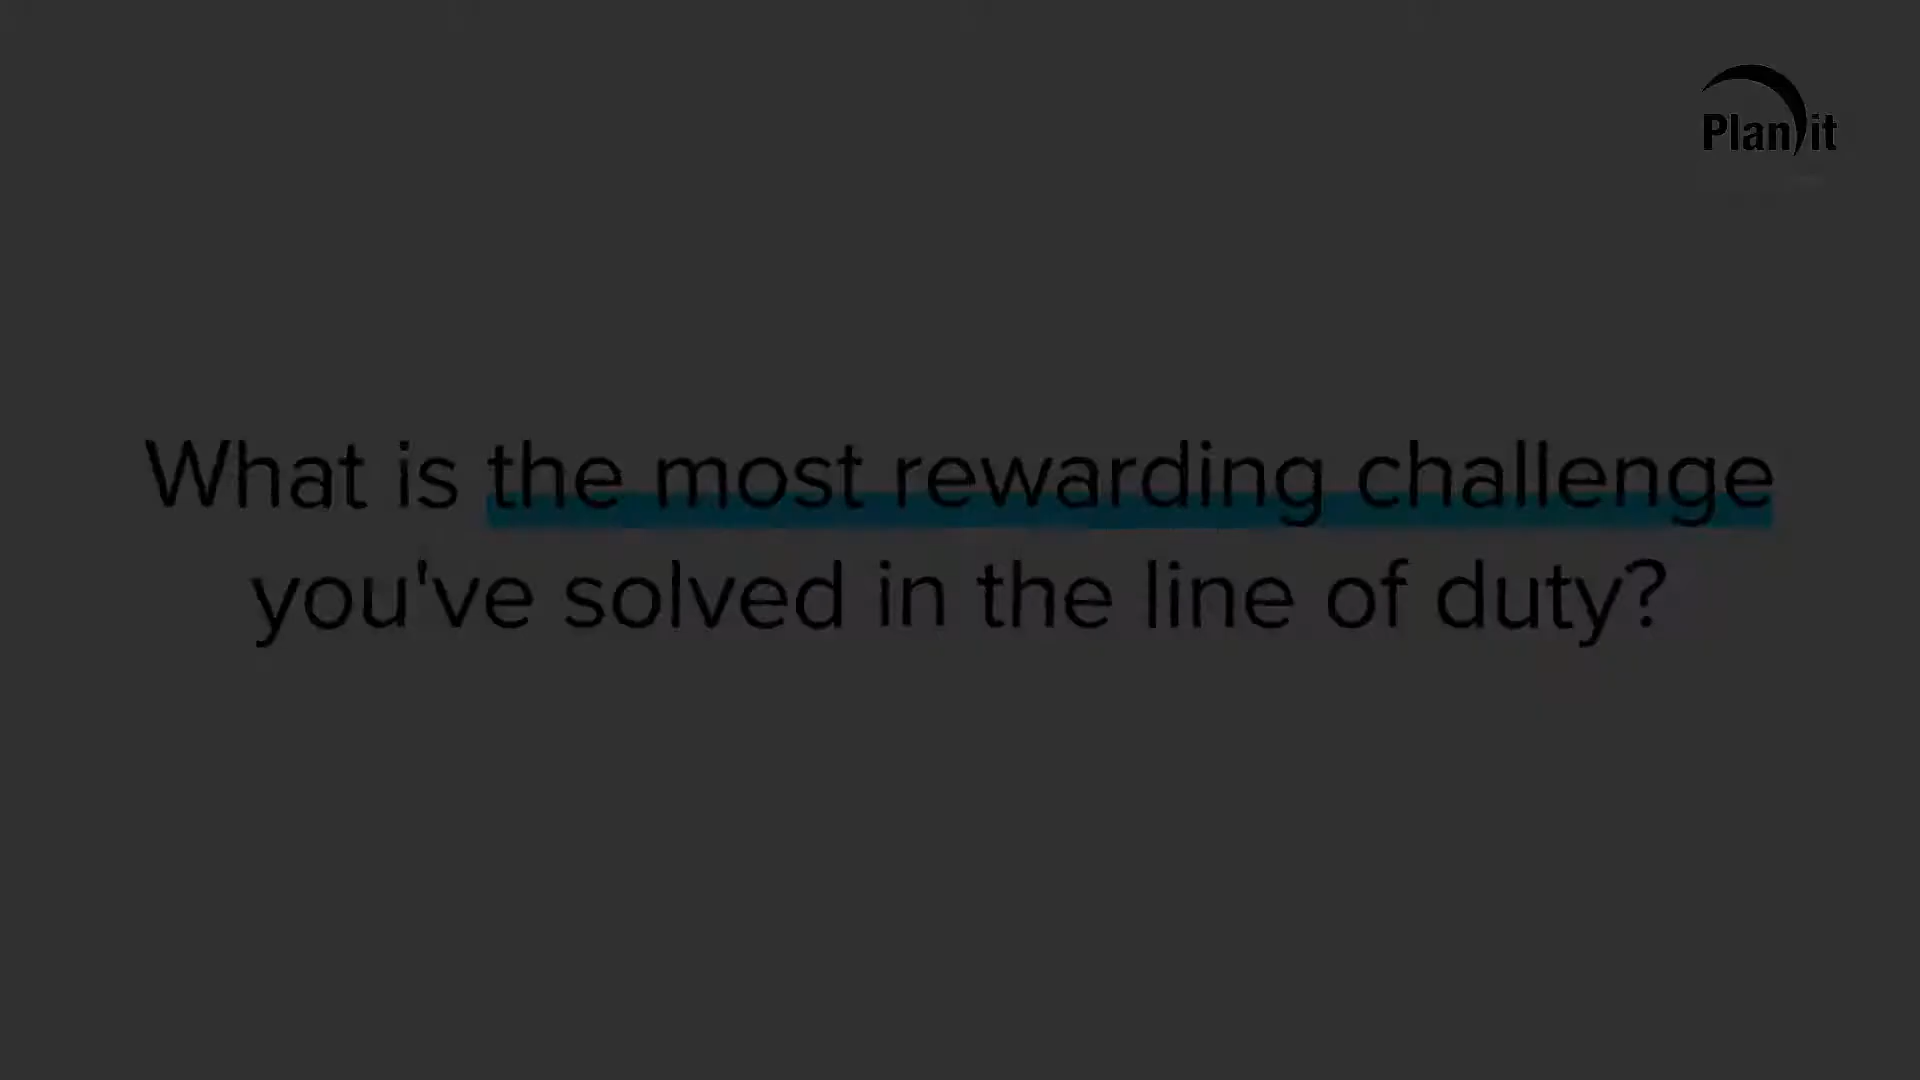 Planit
What is the most rewarding challenge
you've solved in the line of duty?